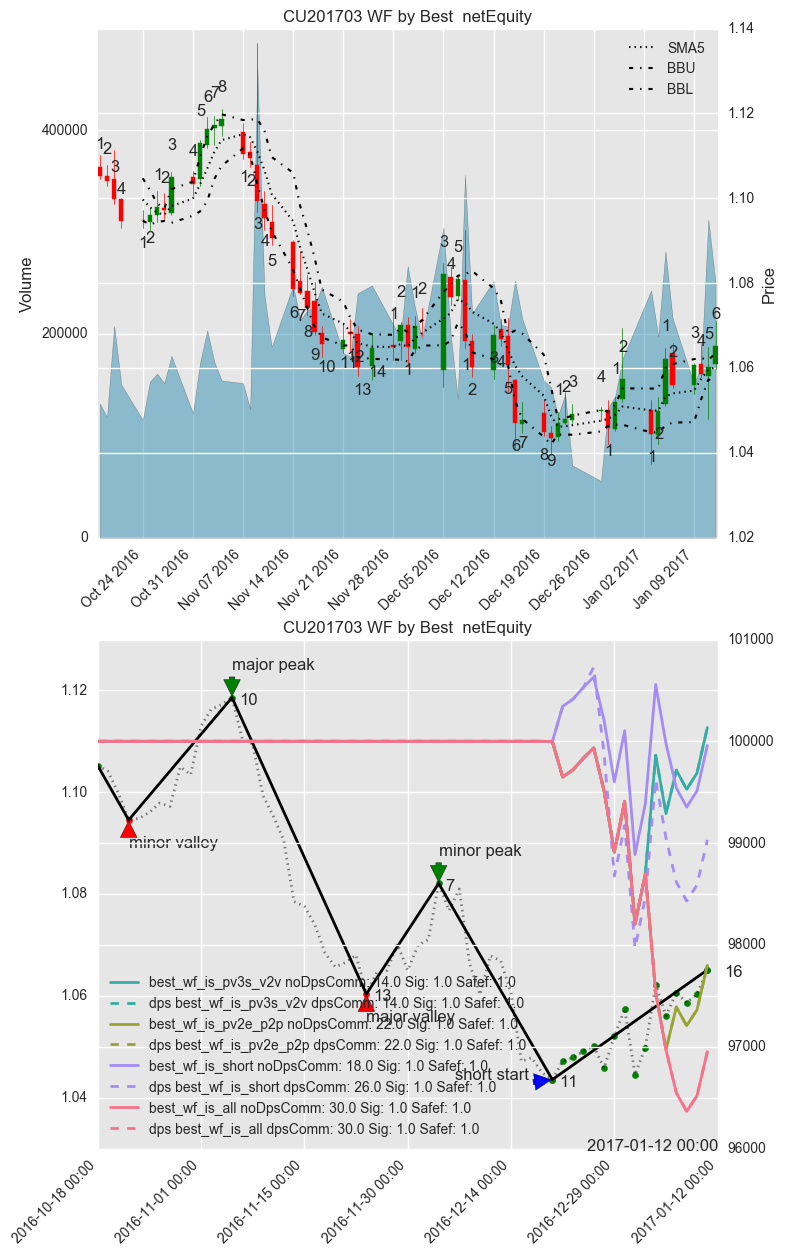 CU201703 WF by Best  netEquity
1.14
SMA5
BBU
BBL
1.12
400000
1.10
1.08
Volume
Price
200000
1.06
1.04
0
1.02
Oct 24 2016
Oct 31 2016
Nov 07 2016
Nov 14 2016
Nov 21 2016
Nov 28 2016
Dec 05 2016
Dec 12 2016
Dec 19 2016
Dec 26 2016
Jan 02 2017
Jan 09 2017
CU201703 WF by Best  netEquity
101000
major peak
1.12
10
100000
1.10
minor valley
99000
minor peak
1.08
7
98000
16
best_wf_is_pv3s_v2v noDpsComm: 14.0 Sig: 1.0 Safef: 1.0
1.06
13
dps best_wf_is_pv3s_v2v dpsComm: 14.0 Sig: 1.0 Safef: 1.0
major valley
best_wf_is_pv2e_p2p noDpsComm: 22.0 Sig: 1.0 Safef: 1.0
dps best_wf_is_pv2e_p2p dpsComm: 22.0 Sig: 1.0 Safef: 1.0
97000
best_wf_is_short noDpsComm: 18.0 Sig: 1.0 Safef: 1.0
short start
11
dps best_wf_is_short dpsComm: 26.0 Sig: 1.0 Safef: 1.0
1.04
best_wf_is_all noDpsComm: 30.0 Sig: 1.0 Safef: 1.0
dps best_wf_is_all dpsComm: 30.0 Sig: 1.0 Safef: 1.0
2017-01-12 00:00
96000
2016-10-18 00:00
2016-11-01 00:00
2016-11-15 00:00
2016-11-30 00:00
2016-12-14 00:00
2016-12-29 00:00
2017-01-12 00:00